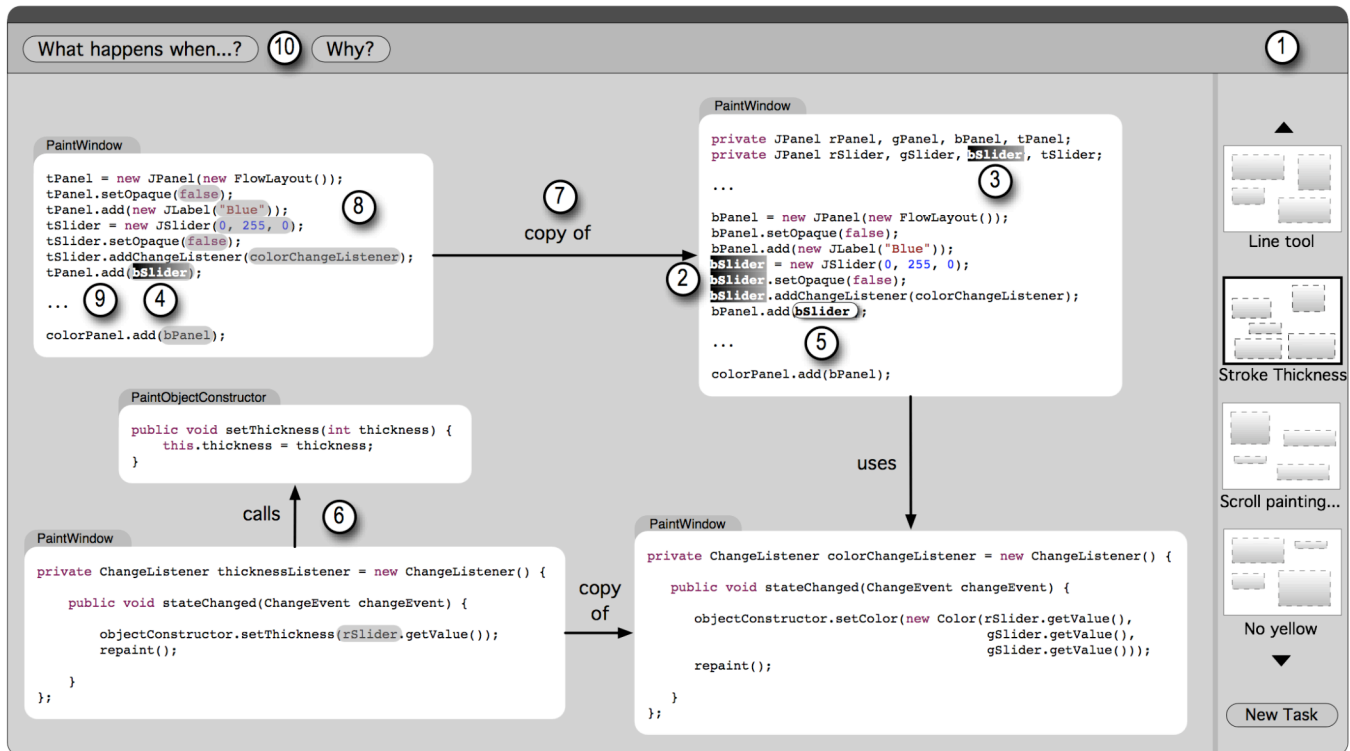 What happens when...?
10
Why?
1
PaintWindow
tPanel = new JPanel(new FlowLayout());
tPanel.setOpaque(false);
tPanel.add(new JLabel("Blue"));
tSlider = new JSlider(0, 255, 0);
tSlider.setOpaque(false);
tSlider.addChangeListener(colorChangeListener);
tPanel.add(bSlider);
...
colorPanel.add(bPanel);
8
9
4
7
copy of
PaintWindow
private JPanel rPanel, gPanel, bPanel, tPanel;
private JPanel rSlider, gSlider, bSlider, tSlider;
...
3
bPanel = new JPanel(new FlowLayout());
bPanel.setOpaque(false);
bPanel.add(new JLabel("Blue"));
bSlider = new JSlider(0, 255, 0);
bSlider.setOpaque(false);
bSlider.addChangeListener(colorChangeListener);
bPanel.add(bSlider);
...
colorPanel.add(bPanel);
2
5
PaintObjectConstructor
public void setThickness(int thickness) {
this.thickness = thickness;
}
calls
6
uses
PaintWindow
private ChangeListener thicknessListener = new ChangeListener() {
public void stateChanged(ChangeEvent changeEvent) {
objectConstructor.setThickness(rSlider.getValue());
repaint();
}
};
copy
of
PaintWindow
private ChangeListener colorChangeListener = new ChangeListener() {
public void stateChanged(ChangeEvent changeEvent) {
objectConstructor.setColor(new Color(rSlider.getValue(),
gSlider.getValue(),
gSlider.getValue()));
repaint();
}
};
Line tool
Stroke Thickness
Scroll painting...
No yellow
New Task